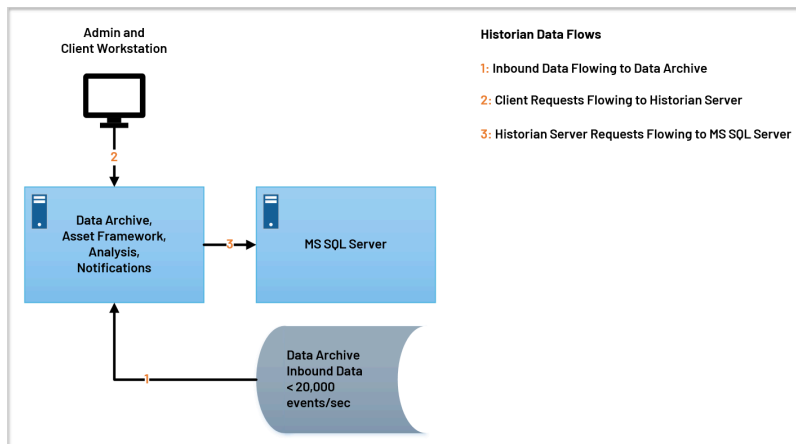 Admin and
Client Workstation
2
Data Archive,
Asset Framework,
Analysis,
Notifications
3
MS SQL Server
1
Data Archive
Inbound Data
< 20,000
events/sec
Historian Data Flows
1: Inbound Data Flowing to Data Archive
2: Client Requests Flowing to Historian Server
3: Historian Server Requests Flowing to MS SQL Server